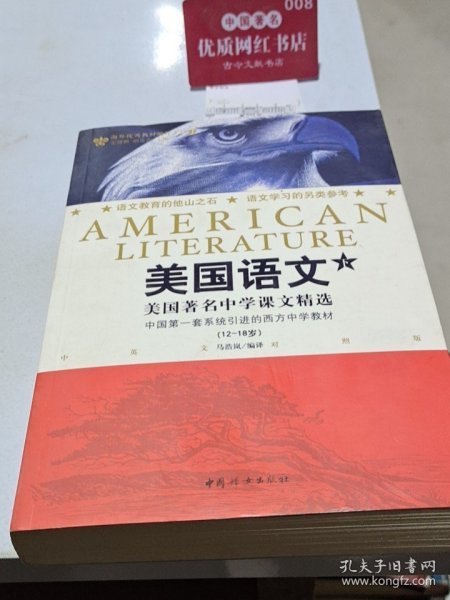 008
中国著名
优质网红书店
古今文献书店
语文教育的他山之石 语文学习的另类参考
AMERICAN
LITERATURE
美国语文 下
美国著名中学课文精选
中国第一套系统引进的西方中学教材
(12-18岁)
中英文对照版
马浩岚/编译
中国妇女出版社
孔夫子旧书网
www.kongfz.com